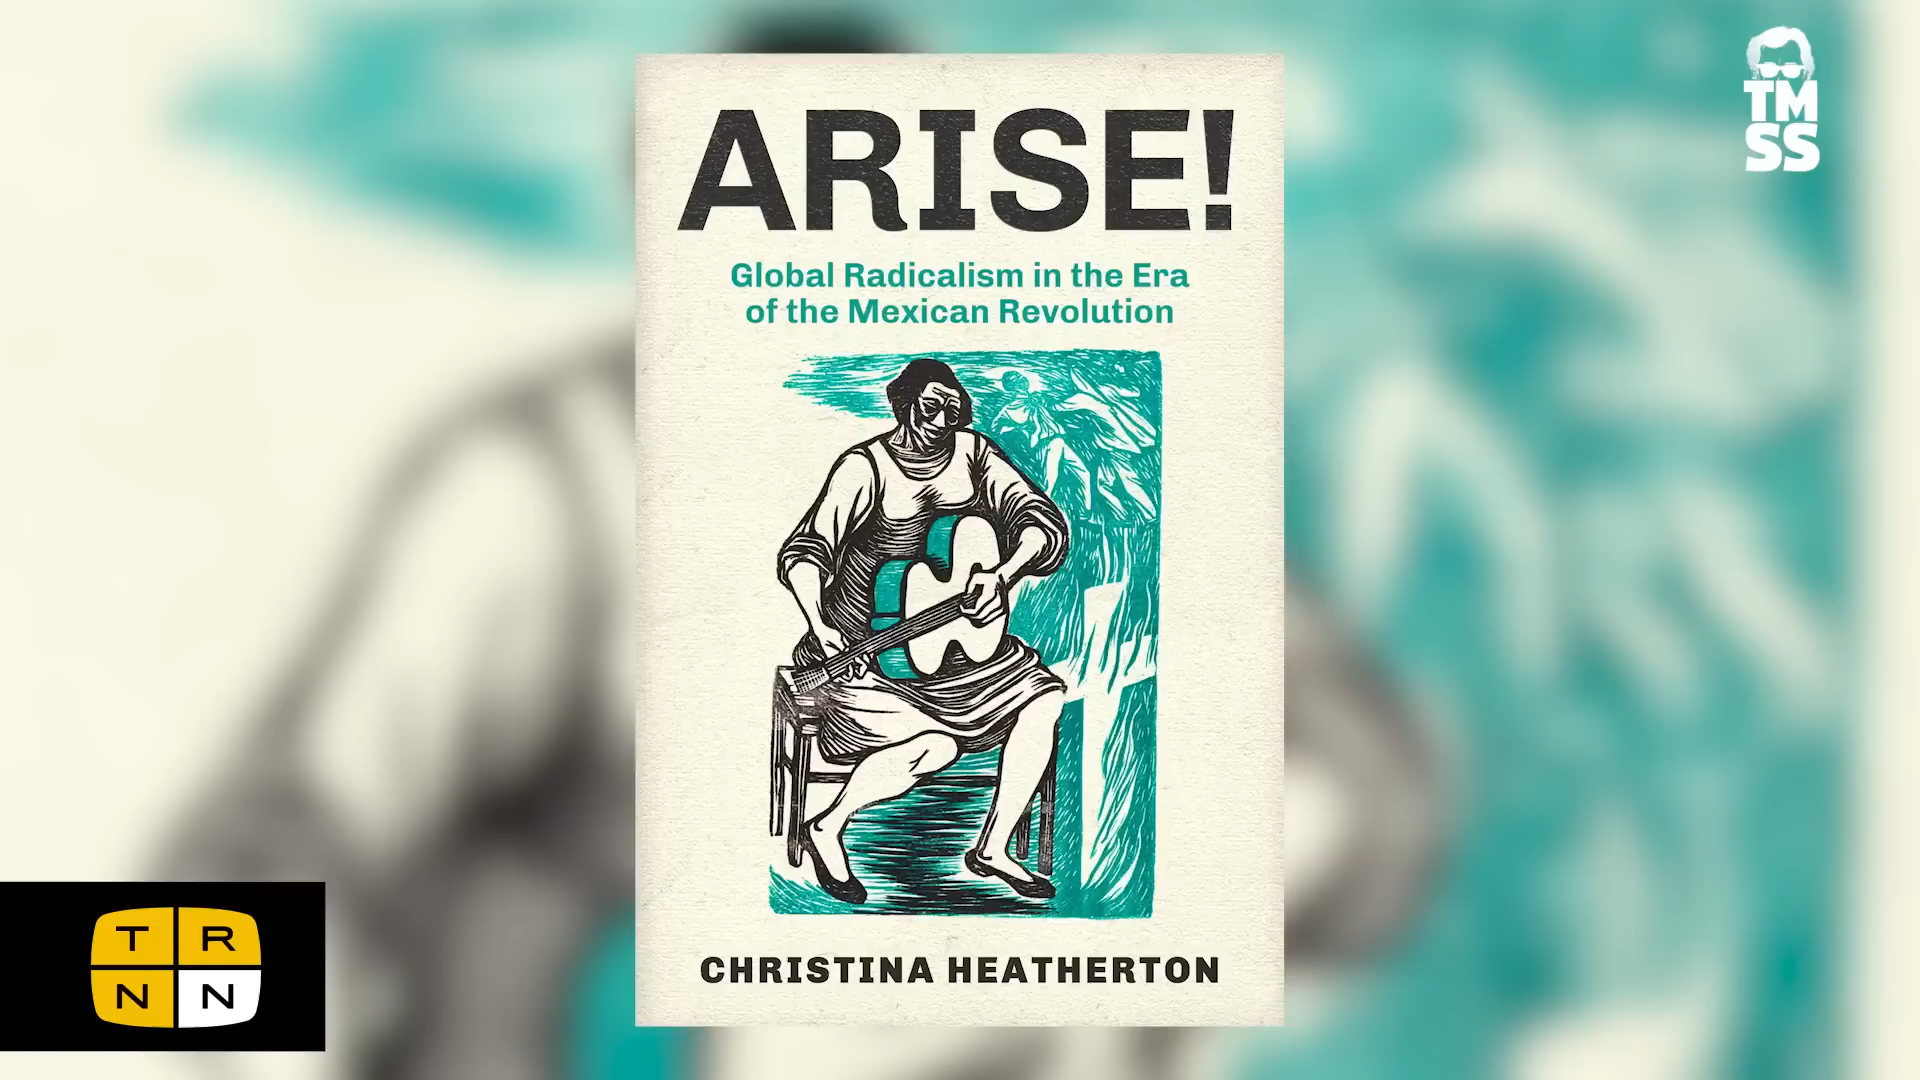 TM
SS
ARISE!
Global Radicalism in the Era
of the Mexican Revolution
CHRISTINA HEATHERTON
T R
N N